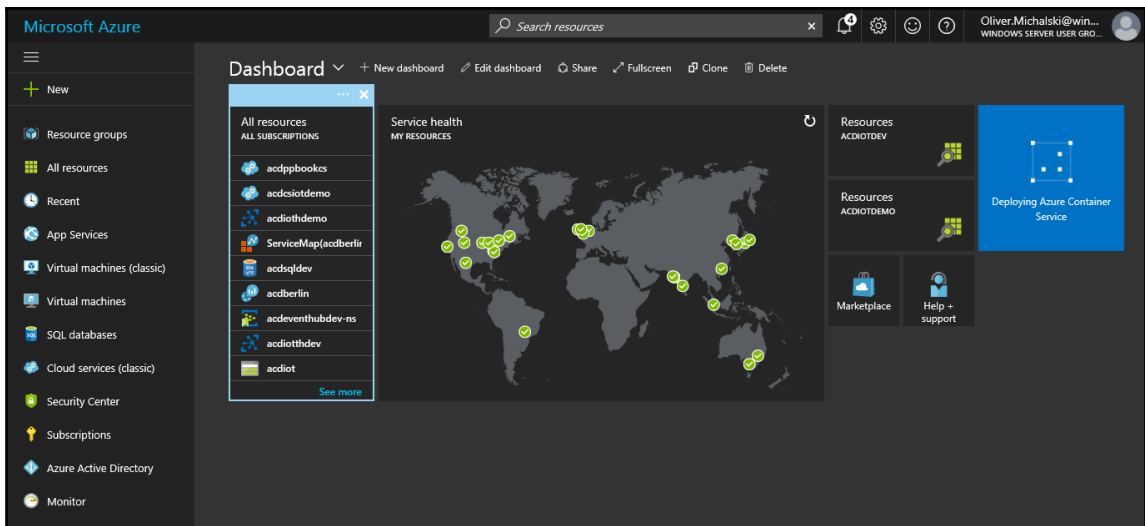 Microsoft Azure
Search resources
4
Oliver.Michalski@win...
WINDOWS SERVER USER GRO...
New
Resource groups
All resources
Recent
App Services
Virtual machines (classic)
Virtual machines
SQL databases
Cloud services (classic)
Security Center
Subscriptions
Azure Active Directory
Monitor
Dashboard
New dashboard
Edit dashboard
Share
Fullscreen
Clone
Delete
All resources
ALL SUBSCRIPTIONS
acdppbookcs
acdcsiotdemo
acdiothdemo
ServiceMap(acdberlin
acdsqldev
acdberlin
acdeventhubdev-ns
acdiotthdev
acdiot
See more
Service health
MY RESOURCES
Resources
ACDIOTDEV
Resources
ACDIOTDEMO
Marketplace
Help +
support
Deploying Azure Container
Service